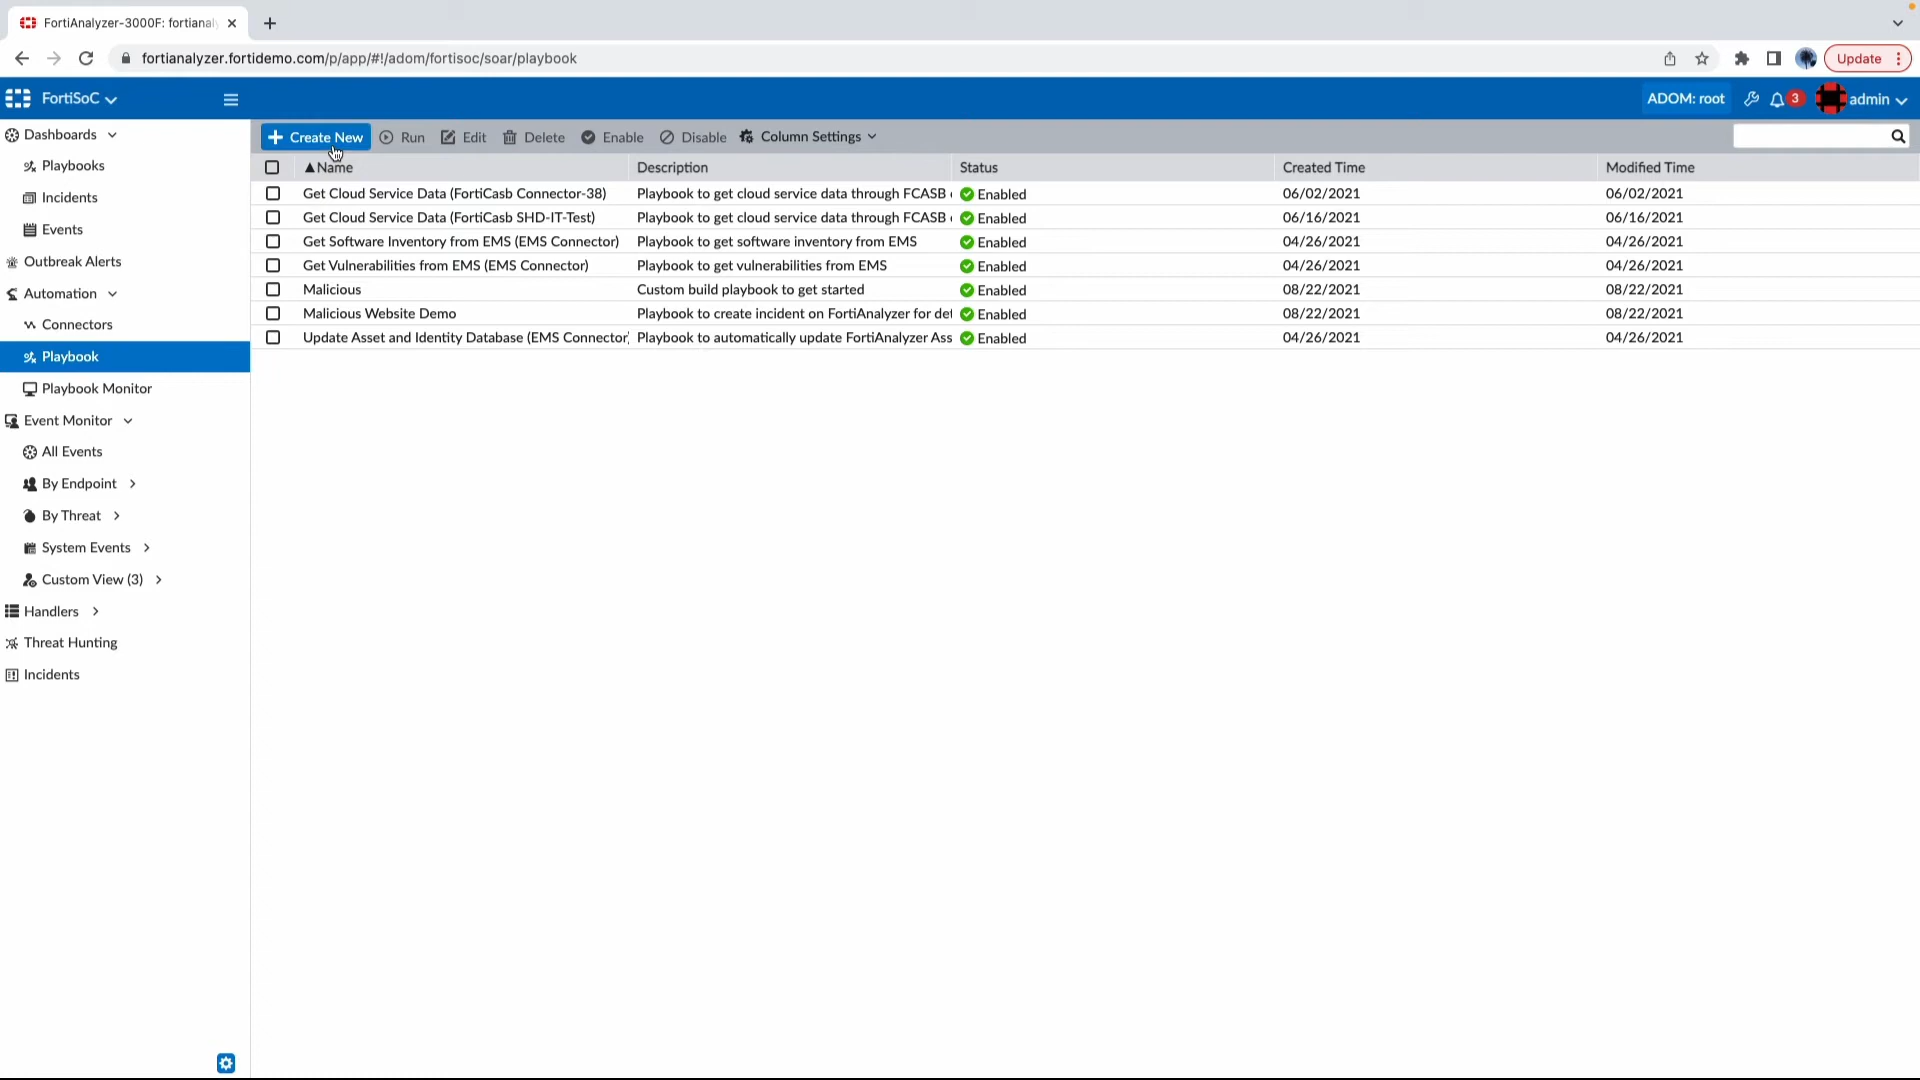 FortiAnalyzer-3000F: fortianaly
fortianalyzer.fortidemo.com/p/app/#!/adom/fortisoc/soar/playbook
Update
FortiSoC
ADOM: root
3
admin
Dashboards
Playbooks
Incidents
Events
Outbreak Alerts
Automation
Connectors
Playbook
Playbook Monitor
Event Monitor
All Events
By Endpoint
By Threat
System Events
Custom View (3)
Handlers
Threat Hunting
Incidents
Create New Run Edit Delete Enable Disable Column Settings
Name Description Status Created Time Modified Time
Get Cloud Service Data (FortiCasb Connector-38) Playbook to get cloud service data through FCASB Enabled 06/02/2021 06/02/2021
Get Cloud Service Data (FortiCasb SHD-IT-Test) Playbook to get cloud service data through FCASB Enabled 06/16/2021 06/16/2021
Get Software Inventory from EMS (EMS Connector) Playbook to get software inventory from EMS Enabled 04/26/2021 04/26/2021
Get Vulnerabilities from EMS (EMS Connector) Playbook to get vulnerabilities from EMS Enabled 04/26/2021 04/26/2021
Malicious Custom build playbook to get started Enabled 08/22/2021 08/22/2021
Malicious Website Demo Playbook to create incident on FortiAnalyzer for det Enabled 08/22/2021 08/22/2021
Update Asset and Identity Database (EMS Connector) Playbook to automatically update FortiAnalyzer Ass Enabled 04/26/2021 04/26/2021